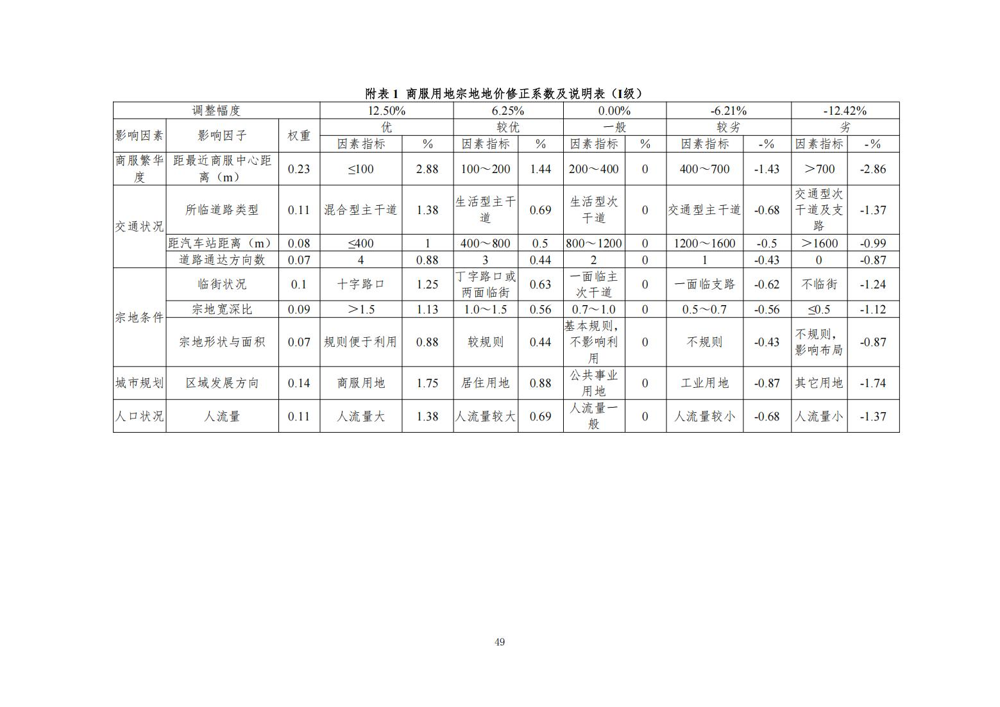 附表 1 商服用地宗地地价修正系数及说明表（I级）
调整幅度 12.50% 6.25% 0.00% -6.21% -12.42%
影响因素 影响因子 权重 优 较优 一般 较劣 劣
因素指标 % 因素指标 % 因素指标 % 因素指标 -% 因素指标 -%
商服繁华度 距最近商服中心距离（m） 0.23 ≤100 2.88 100～200 1.44 200～400 0 400～700 -1.43 ＞700 -2.86
交通状况 所临道路类型 0.11 混合型主干道 1.38 生活型主干道 0.69 生活型次干道 0 交通型主干道 -0.68 交通型次干道及支路 -1.37
距汽车站距离（m） 0.08 ≤400 1 400～800 0.5 800～1200 0 1200～1600 -0.5 ＞1600 -0.99
道路通达方向数 0.07 4 0.88 3 0.44 2 0 1 -0.43 0 -0.87
宗地条件 临街状况 0.1 十字路口 1.25 丁字路口或两面临街 0.63 一面临主次干道 0 一面临支路 -0.62 不临街 -1.24
宗地宽深比 0.09 ＞1.5 1.13 1.0～1.5 0.56 0.7～1.0 0 0.5～0.7 -0.56 ≤0.5 -1.12
宗地形状与面积 0.07 规则便于利用 0.88 较规则 0.44 基本规则，不影响利用 0 不规则 -0.43 不规则，影响布局 -0.87
城市规划 区域发展方向 0.14 商服用地 1.75 居住用地 0.88 公共事业用地 0 工业用地 -0.87 其它用地 -1.74
人口状况 人流量 0.11 人流量大 1.38 人流量较大 0.69 人流量一般 0 人流量较小 -0.68 人流量小 -1.37
49